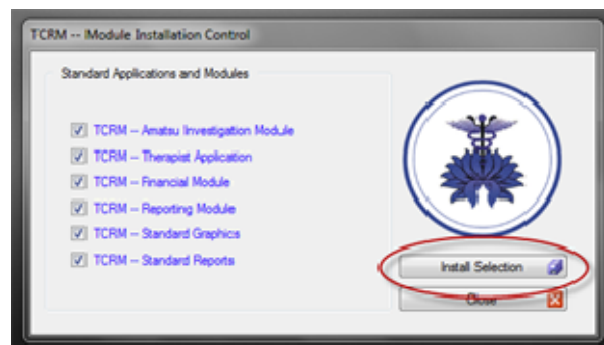 TCRM -- Module Installation Control
Standard Applications and Modules
TCRM -- Amatsu Investigation Module
TCRM -- Therapist Application
TCRM -- Financial Module
TCRM -- Reporting Module
TCRM -- Standard Graphics
TCRM -- Standard Reports
Install Selection
Close